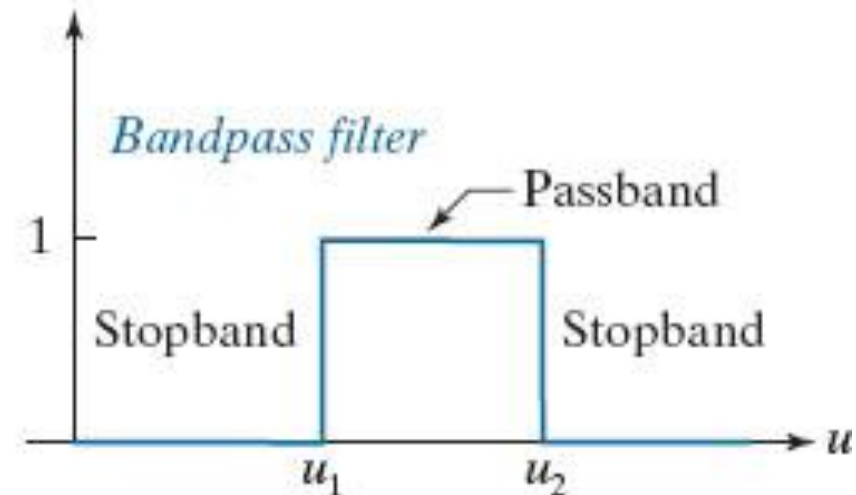 Bandpass filter
Passband
1
Stopband Stopband
u
u₁ u₂